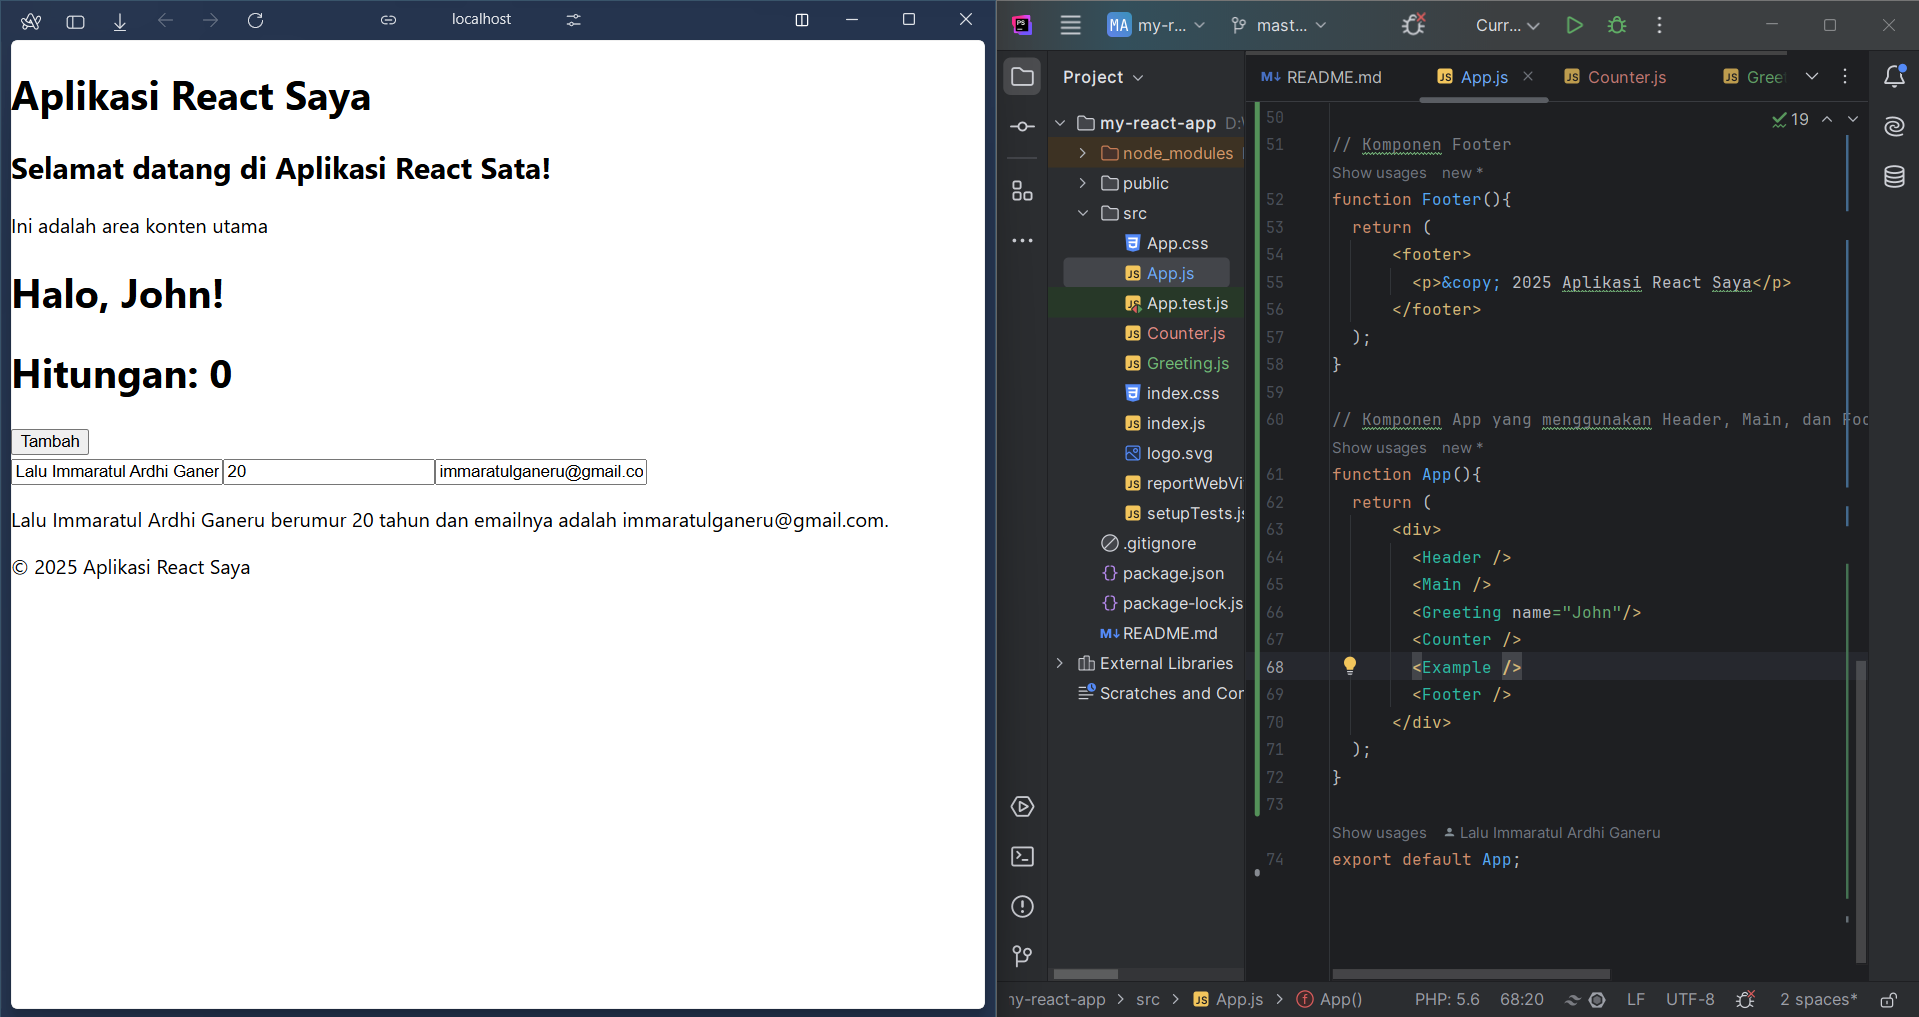 localhost
Aplikasi React Saya
Selamat datang di Aplikasi React Sata!
Ini adalah area konten utama
Halo, John!
Hitungan: 0
Tambah
Lalu Immaratul Ardhi Ganer
20
immaratulganeru@gmail.co
Lalu Immaratul Ardhi Ganeru berumur 20 tahun dan emailnya adalah immaratulganeru@gmail.com.
© 2025 Aplikasi React Saya
PS
MA my-r...
mast...
Curr...
Project
my-react-app D:\
node_modules
public
src
App.css
App.js
App.test.js
Counter.js
Greeting.js
index.css
index.js
logo.svg
reportWebVi
setupTests.js
.gitignore
package.json
package-lock.js
README.md
External Libraries
Scratches and Cor
README.md
App.js
Counter.js
Greet
19
50
51 // Komponen Footer
Show usages new *
52 function Footer(){
53 return (
54 <footer>
55 <p>&copy; 2025 Aplikasi React Saya</p>
56 </footer>
57 );
58 }
59
60 // Komponen App yang menggunakan Header, Main, dan Foo
Show usages new *
61 function App(){
62 return (
63 <div>
64 <Header />
65 <Main />
66 <Greeting name="John"/>
67 <Counter />
68 <Example />
69 <Footer />
70 </div>
71 );
72 }
73
Show usages Lalu Immaratul Ardhi Ganeru
74 export default App;
my-react-app > src > App.js > App()
PHP: 5.6
68:20
LF
UTF-8
2 spaces*